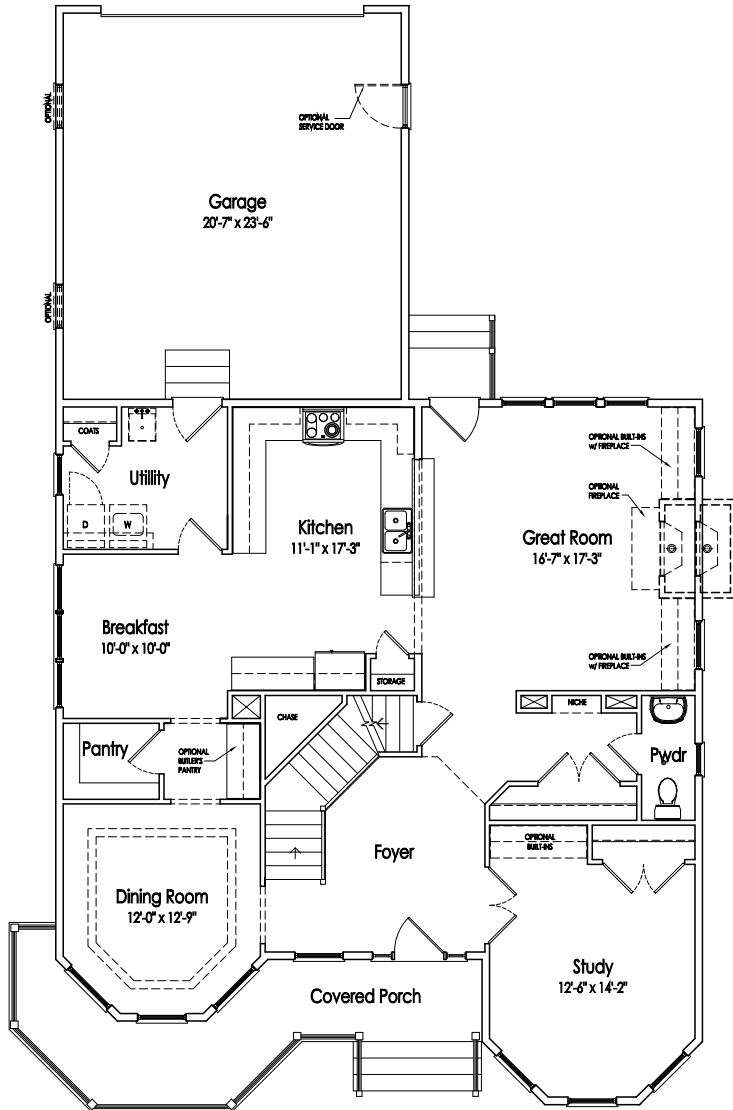 OPTIONAL
OPTIONAL
SERVICE DOOR
Garage
20'-7" x 23'-6"
OPTIONAL
COATS
Utillity
D
W
Kitchen
11'-1" x 17'-3"
OPTIONAL BUILT-INS
w/ FIREPLACE
OPTIONAL
FIREPLACE
Great Room
16'-7" x 17'-3"
Breakfast
10'-0" x 10'-0"
OPTIONAL BUILT-INS
w/ FIREPLACE
STORAGE
CHASE
NICHE
Pantry
OPTIONAL
BUTLER'S
PANTRY
Pwdr
OPTIONAL
BUILT-INS
Foyer
Dining Room
12'-0" x 12'-9"
Study
12'-6" x 14'-2"
Covered Porch